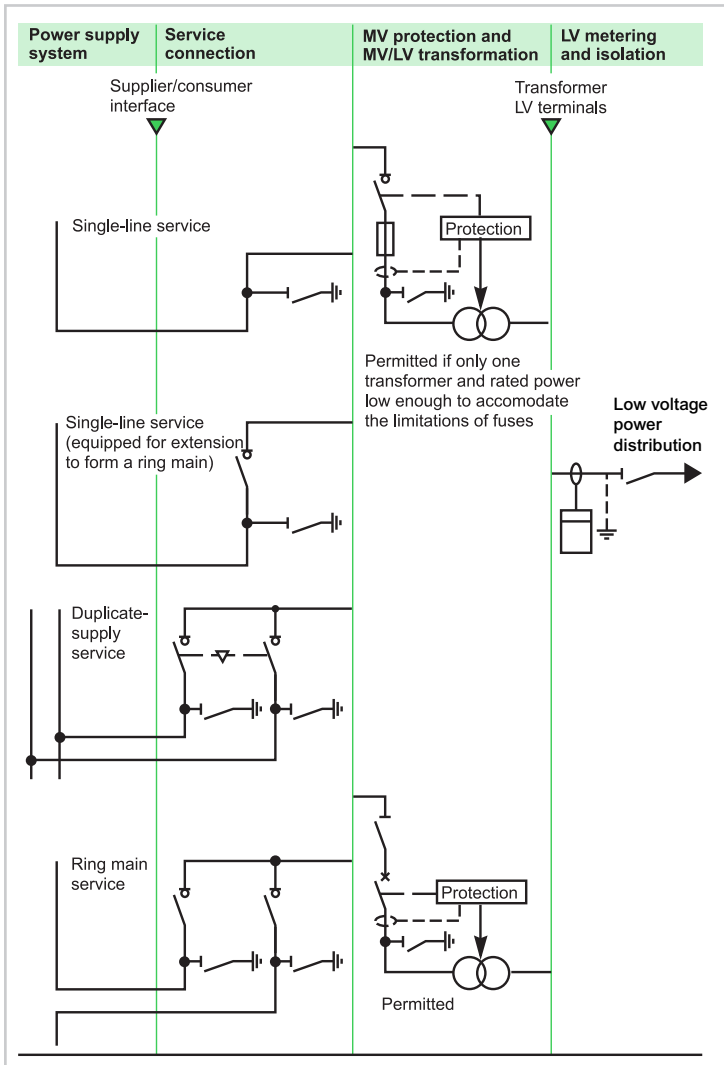 Power supply
system
Service
connection
MV protection and
MV/LV transformation
LV metering
and isolation
Supplier/consumer
interface
Transformer
LV terminals
Single-line service
Protection
Permitted if only one
transformer and rated power
low enough to accomodate
the limitations of fuses
Single-line service
(equipped for extension
to form a ring main)
Low voltage
power
distribution
Duplicate-
supply
service
Ring main
service
Protection
Permitted